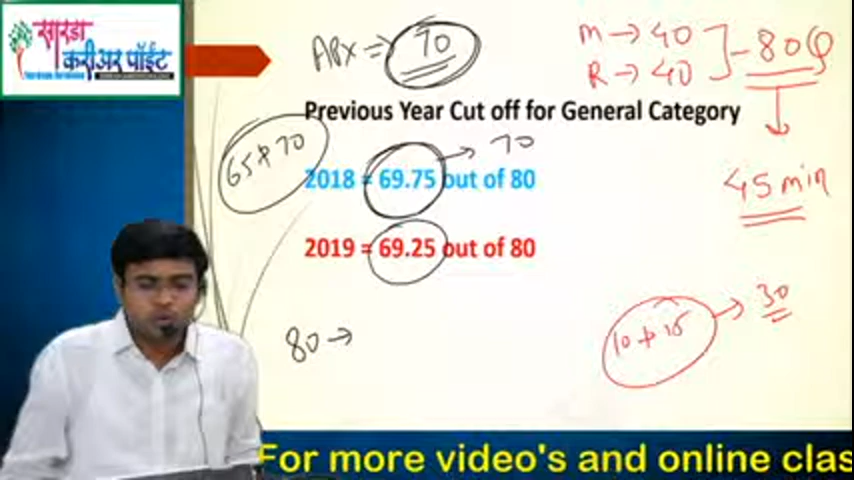 सारडा
करीअर पॉईंट
ABX => 70
M → 40
R → 40
- 80 Q
Previous Year Cut off for General Category
65 + 70
2018 = 69.75 out of 80
→ 70
45 min
2019 = 69.25 out of 80
80 →
10 + 15 → 30
For more video's and online clas